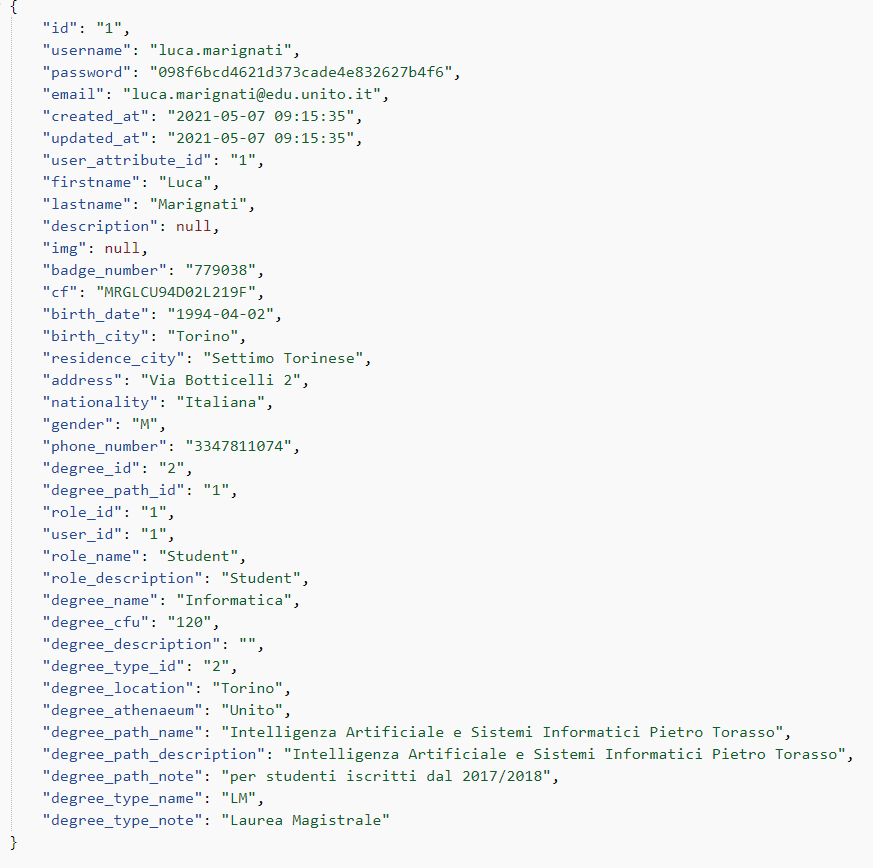 {
"id": "1",
"username": "luca.marignati",
"password": "098f6bcd4621d373cade4e832627b4f6",
"email": "luca.marignati@edu.unito.it",
"created_at": "2021-05-07 09:15:35",
"updated_at": "2021-05-07 09:15:35",
"user_attribute_id": "1",
"firstname": "Luca",
"lastname": "Marignati",
"description": null,
"img": null,
"badge_number": "779038",
"cf": "MRGLCU94D02L219F",
"birth_date": "1994-04-02",
"birth_city": "Torino",
"residence_city": "Settimo Torinese",
"address": "Via Botticelli 2",
"nationality": "Italiana",
"gender": "M",
"phone_number": "3347811074",
"degree_id": "2",
"degree_path_id": "1",
"role_id": "1",
"user_id": "1",
"role_name": "Student",
"role_description": "Student",
"degree_name": "Informatica",
"degree_cfu": "120",
"degree_description": "",
"degree_type_id": "2",
"degree_location": "Torino",
"degree_athenaeum": "Unito",
"degree_path_name": "Intelligenza Artificiale e Sistemi Informatici Pietro Torasso",
"degree_path_description": "Intelligenza Artificiale e Sistemi Informatici Pietro Torasso",
"degree_path_note": "per studenti iscritti dal 2017/2018",
"degree_type_name": "LM",
"degree_type_note": "Laurea Magistrale"
}